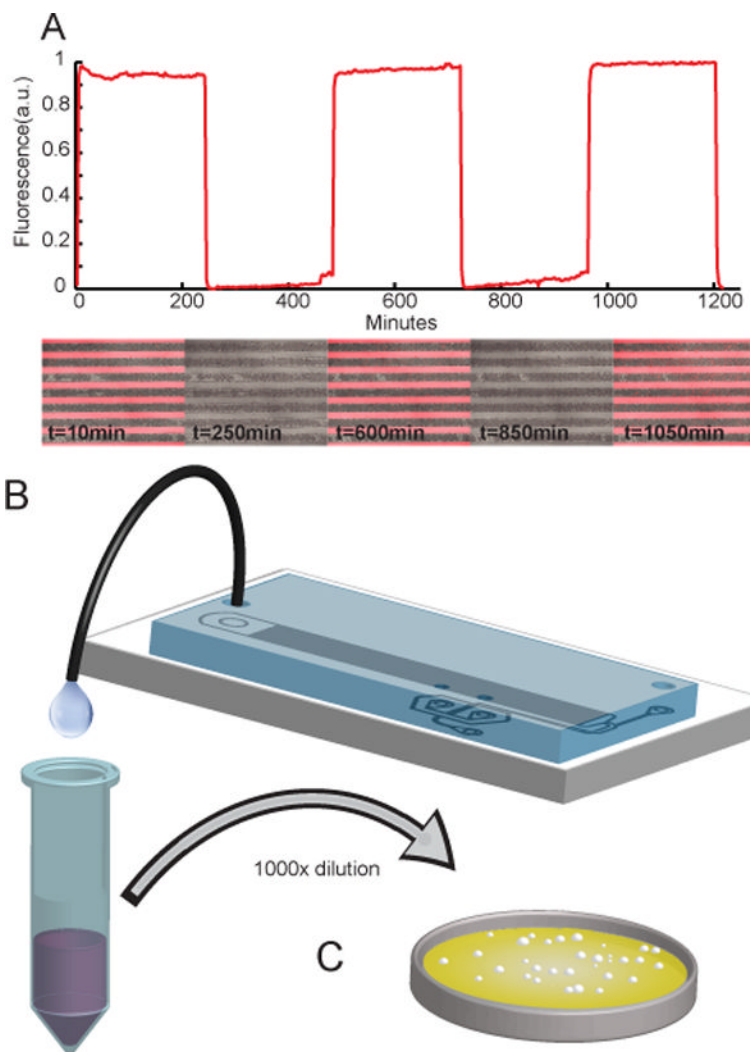 A
Fluorescence(a.u.)
1
0.8
0.6
0.4
0.2
0
0 200 400 600 800 1000 1200
Minutes
t=10min t=250min t=600min t=850min t=1050min
B
1000x dilution
C